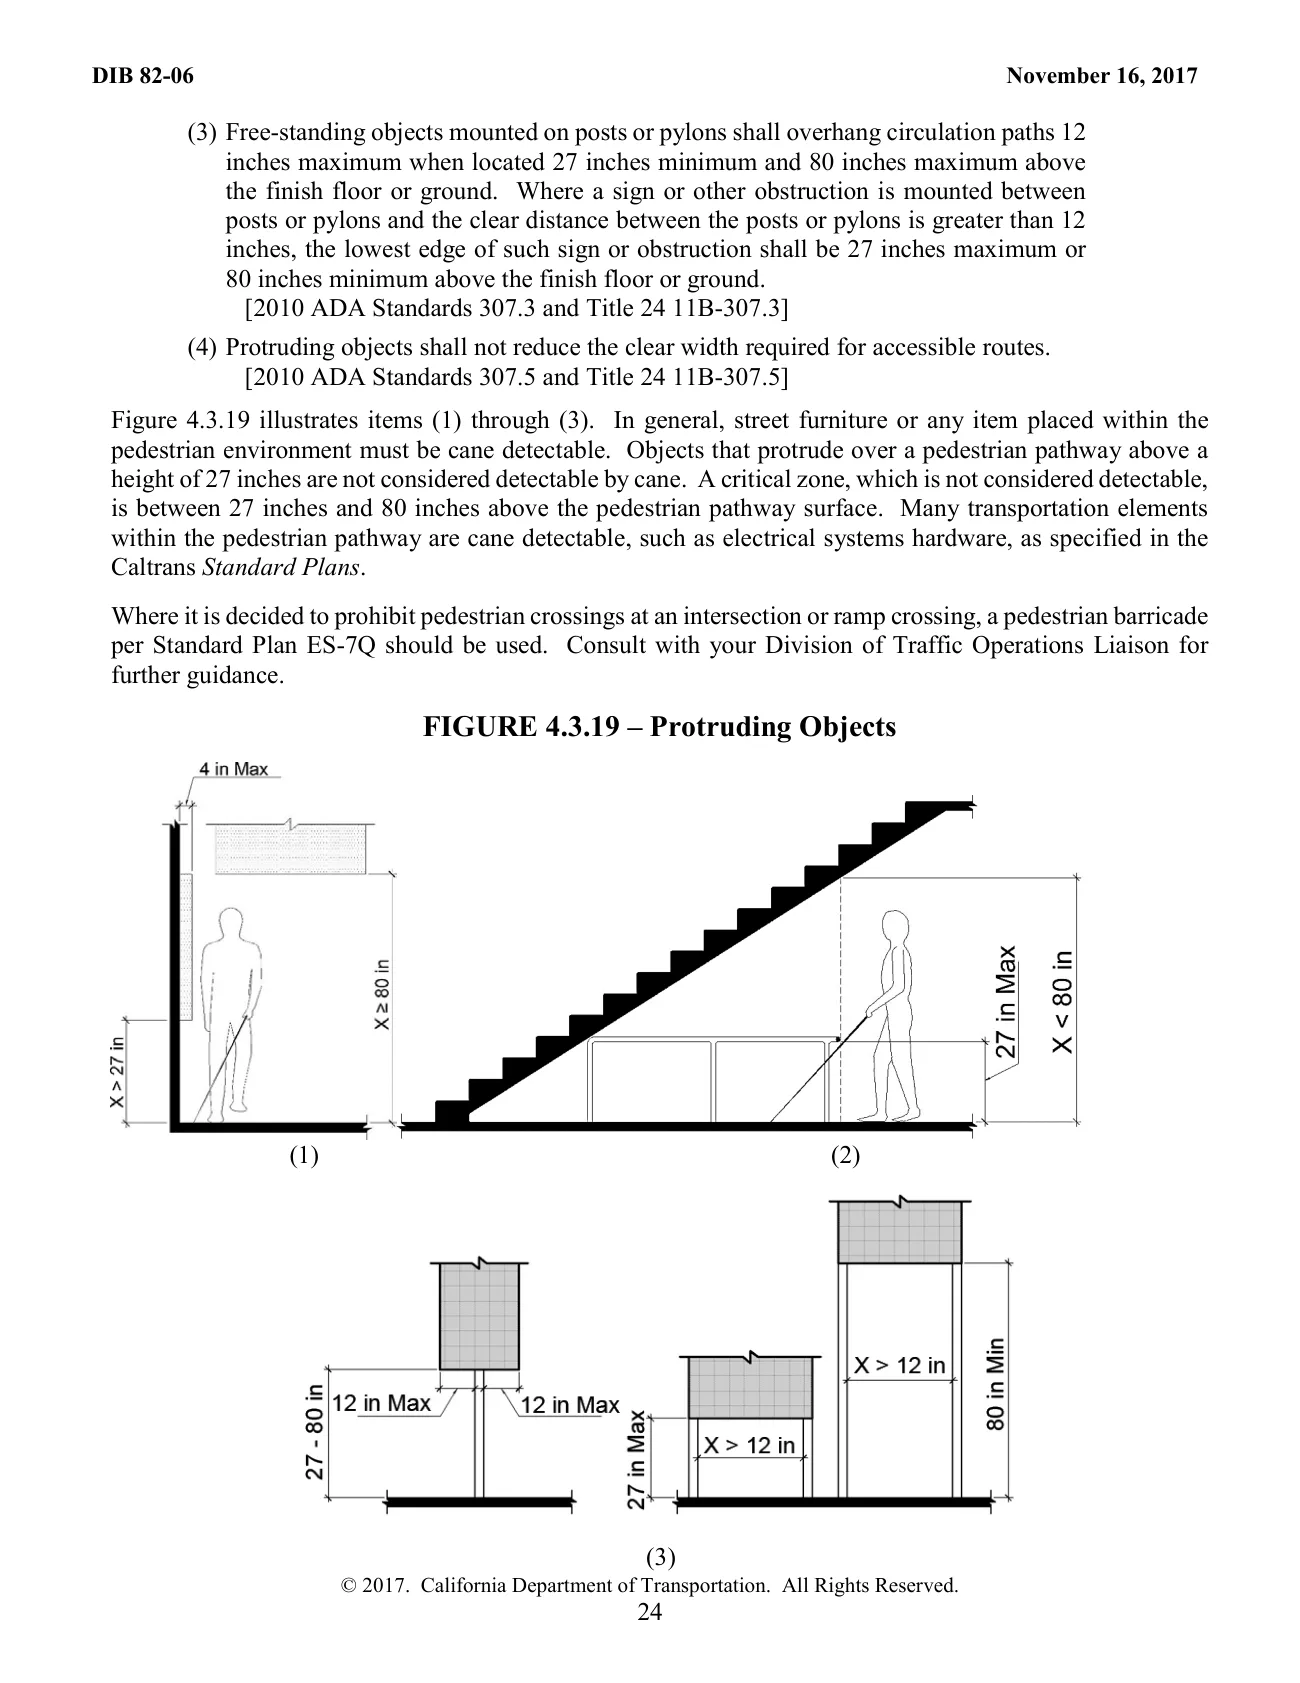 DIB 82-06 November 16, 2017
(3) Free-standing objects mounted on posts or pylons shall overhang circulation paths 12
inches maximum when located 27 inches minimum and 80 inches maximum above
the finish floor or ground. Where a sign or other obstruction is mounted between
posts or pylons and the clear distance between the posts or pylons is greater than 12
inches, the lowest edge of such sign or obstruction shall be 27 inches maximum or
80 inches minimum above the finish floor or ground.
[2010 ADA Standards 307.3 and Title 24 11B-307.3]
(4) Protruding objects shall not reduce the clear width required for accessible routes.
[2010 ADA Standards 307.5 and Title 24 11B-307.5]
Figure 4.3.19 illustrates items (1) through (3). In general, street furniture or any item placed within the
pedestrian environment must be cane detectable. Objects that protrude over a pedestrian pathway above a
height of 27 inches are not considered detectable by cane. A critical zone, which is not considered detectable,
is between 27 inches and 80 inches above the pedestrian pathway surface. Many transportation elements
within the pedestrian pathway are cane detectable, such as electrical systems hardware, as specified in the
Caltrans Standard Plans.
Where it is decided to prohibit pedestrian crossings at an intersection or ramp crossing, a pedestrian barricade
per Standard Plan ES-7Q should be used. Consult with your Division of Traffic Operations Liaison for
further guidance.
FIGURE 4.3.19 – Protruding Objects
4 in Max
X > 27 in
X ≥ 80 in
27 in Max
X < 80 in
(1)
(2)
27 - 80 in
12 in Max
12 in Max
27 in Max
X > 12 in
X > 12 in
80 in Min
(3)
© 2017. California Department of Transportation. All Rights Reserved.
24